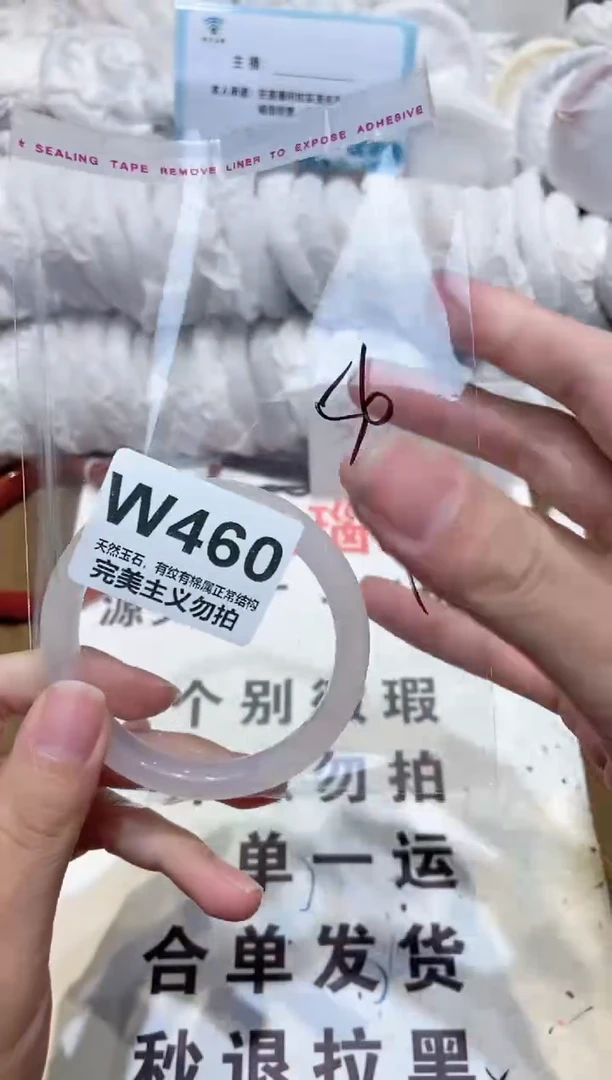 主播
SEALING TAPE REMOVE LINER TO EXPOSE ADHESIVE
W460
天然玉石，有纹有棉属正常结构
完美主义勿拍
源
个别微瑕
勿拍
单一运
合单发货
秒退拉黑